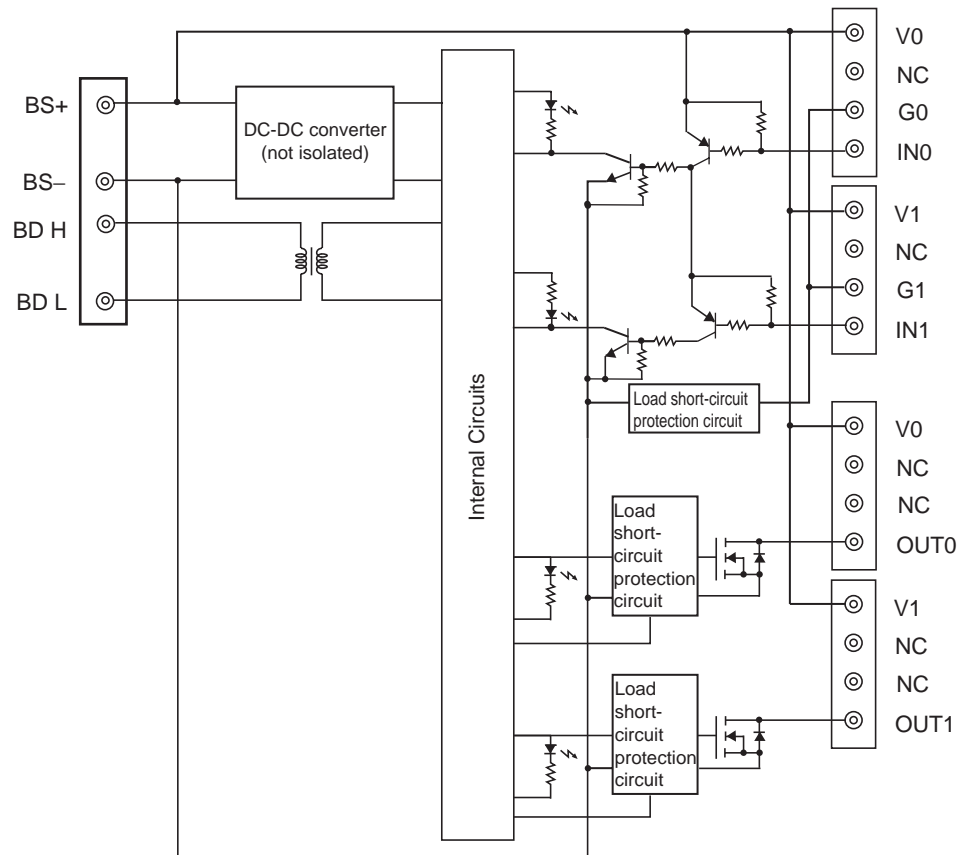 BS+
BS–
BD H
BD L
DC-DC converter
(not isolated)
Internal Circuits
V0
NC
G0
IN0
V1
NC
G1
IN1
Load short-circuit
protection circuit
V0
NC
NC
OUT0
Load
short-
circuit
protection
circuit
V1
NC
NC
OUT1
Load
short-
circuit
protection
circuit